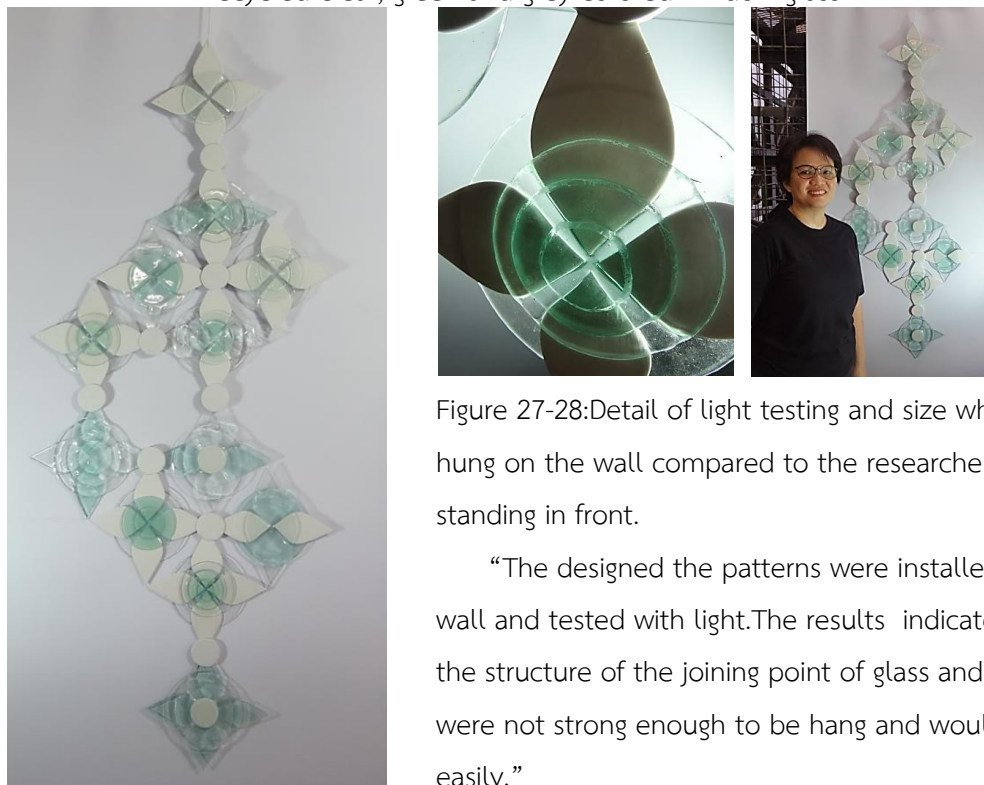 Figure 27-28:Detail of light testing and size wh
hung on the wall compared to the researche
standing in front.
“The designed the patterns were installe
wall and tested with light.The results indicate
the structure of the joining point of glass and
were not strong enough to be hang and woul
easily.”